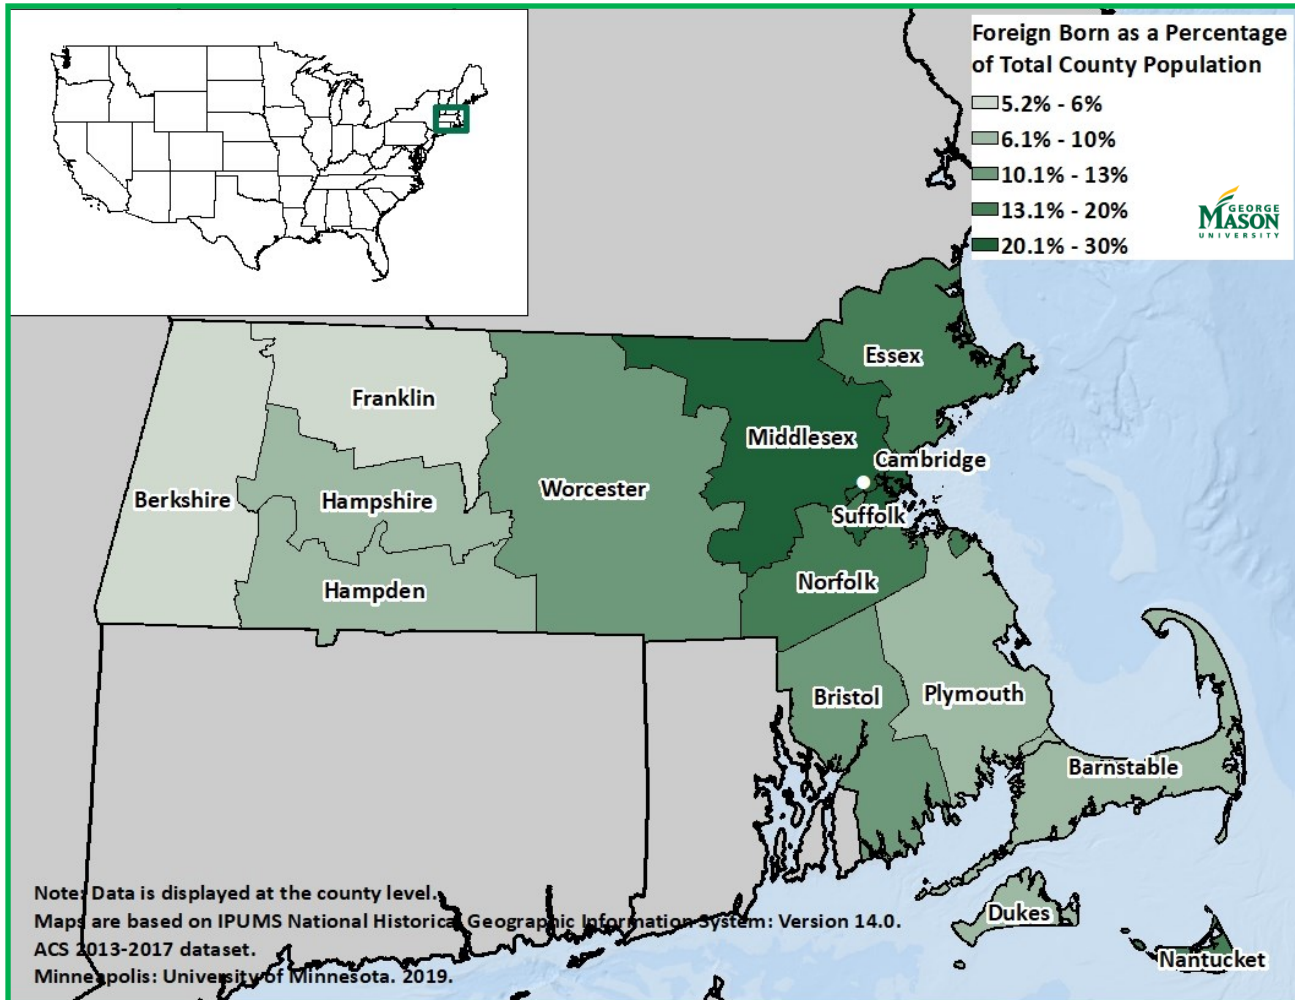 Foreign Born as a Percentage
of Total County Population
5.2% - 6%
6.1% - 10%
10.1% - 13%
13.1% - 20%
20.1% - 30%
GEORGE
MASON
UNIVERSITY
Essex
Franklin
Middlesex
Cambridge
Berkshire
Hampshire
Worcester
Suffolk
Hampden
Norfolk
Bristol
Plymouth
Barnstable
Dukes
Nantucket
Note: Data is displayed at the county level.
Maps are based on IPUMS National Historical Geographic Information System: Version 14.0.
ACS 2013-2017 dataset.
Minneapolis: University of Minnesota. 2019.